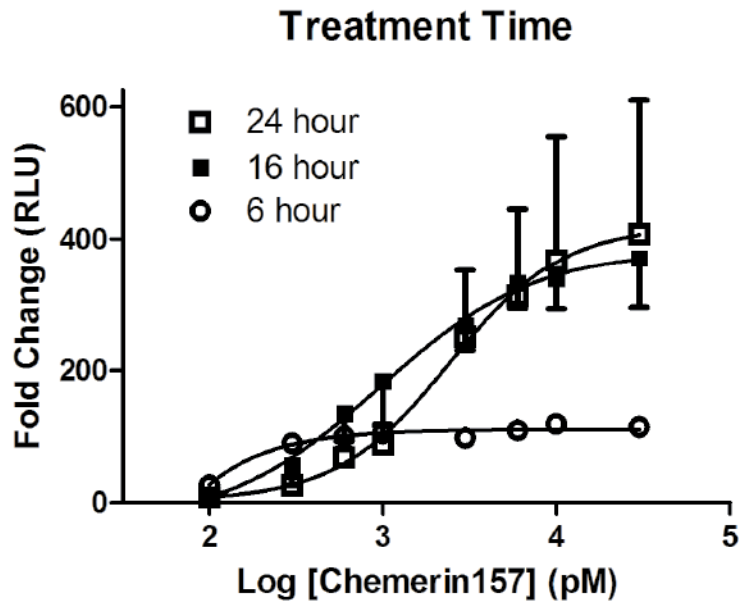 Treatment Time
600
400
200
0
Fold Change (RLU)
24 hour
16 hour
6 hour
2
3
4
5
Log [Chemerin157] (pM)